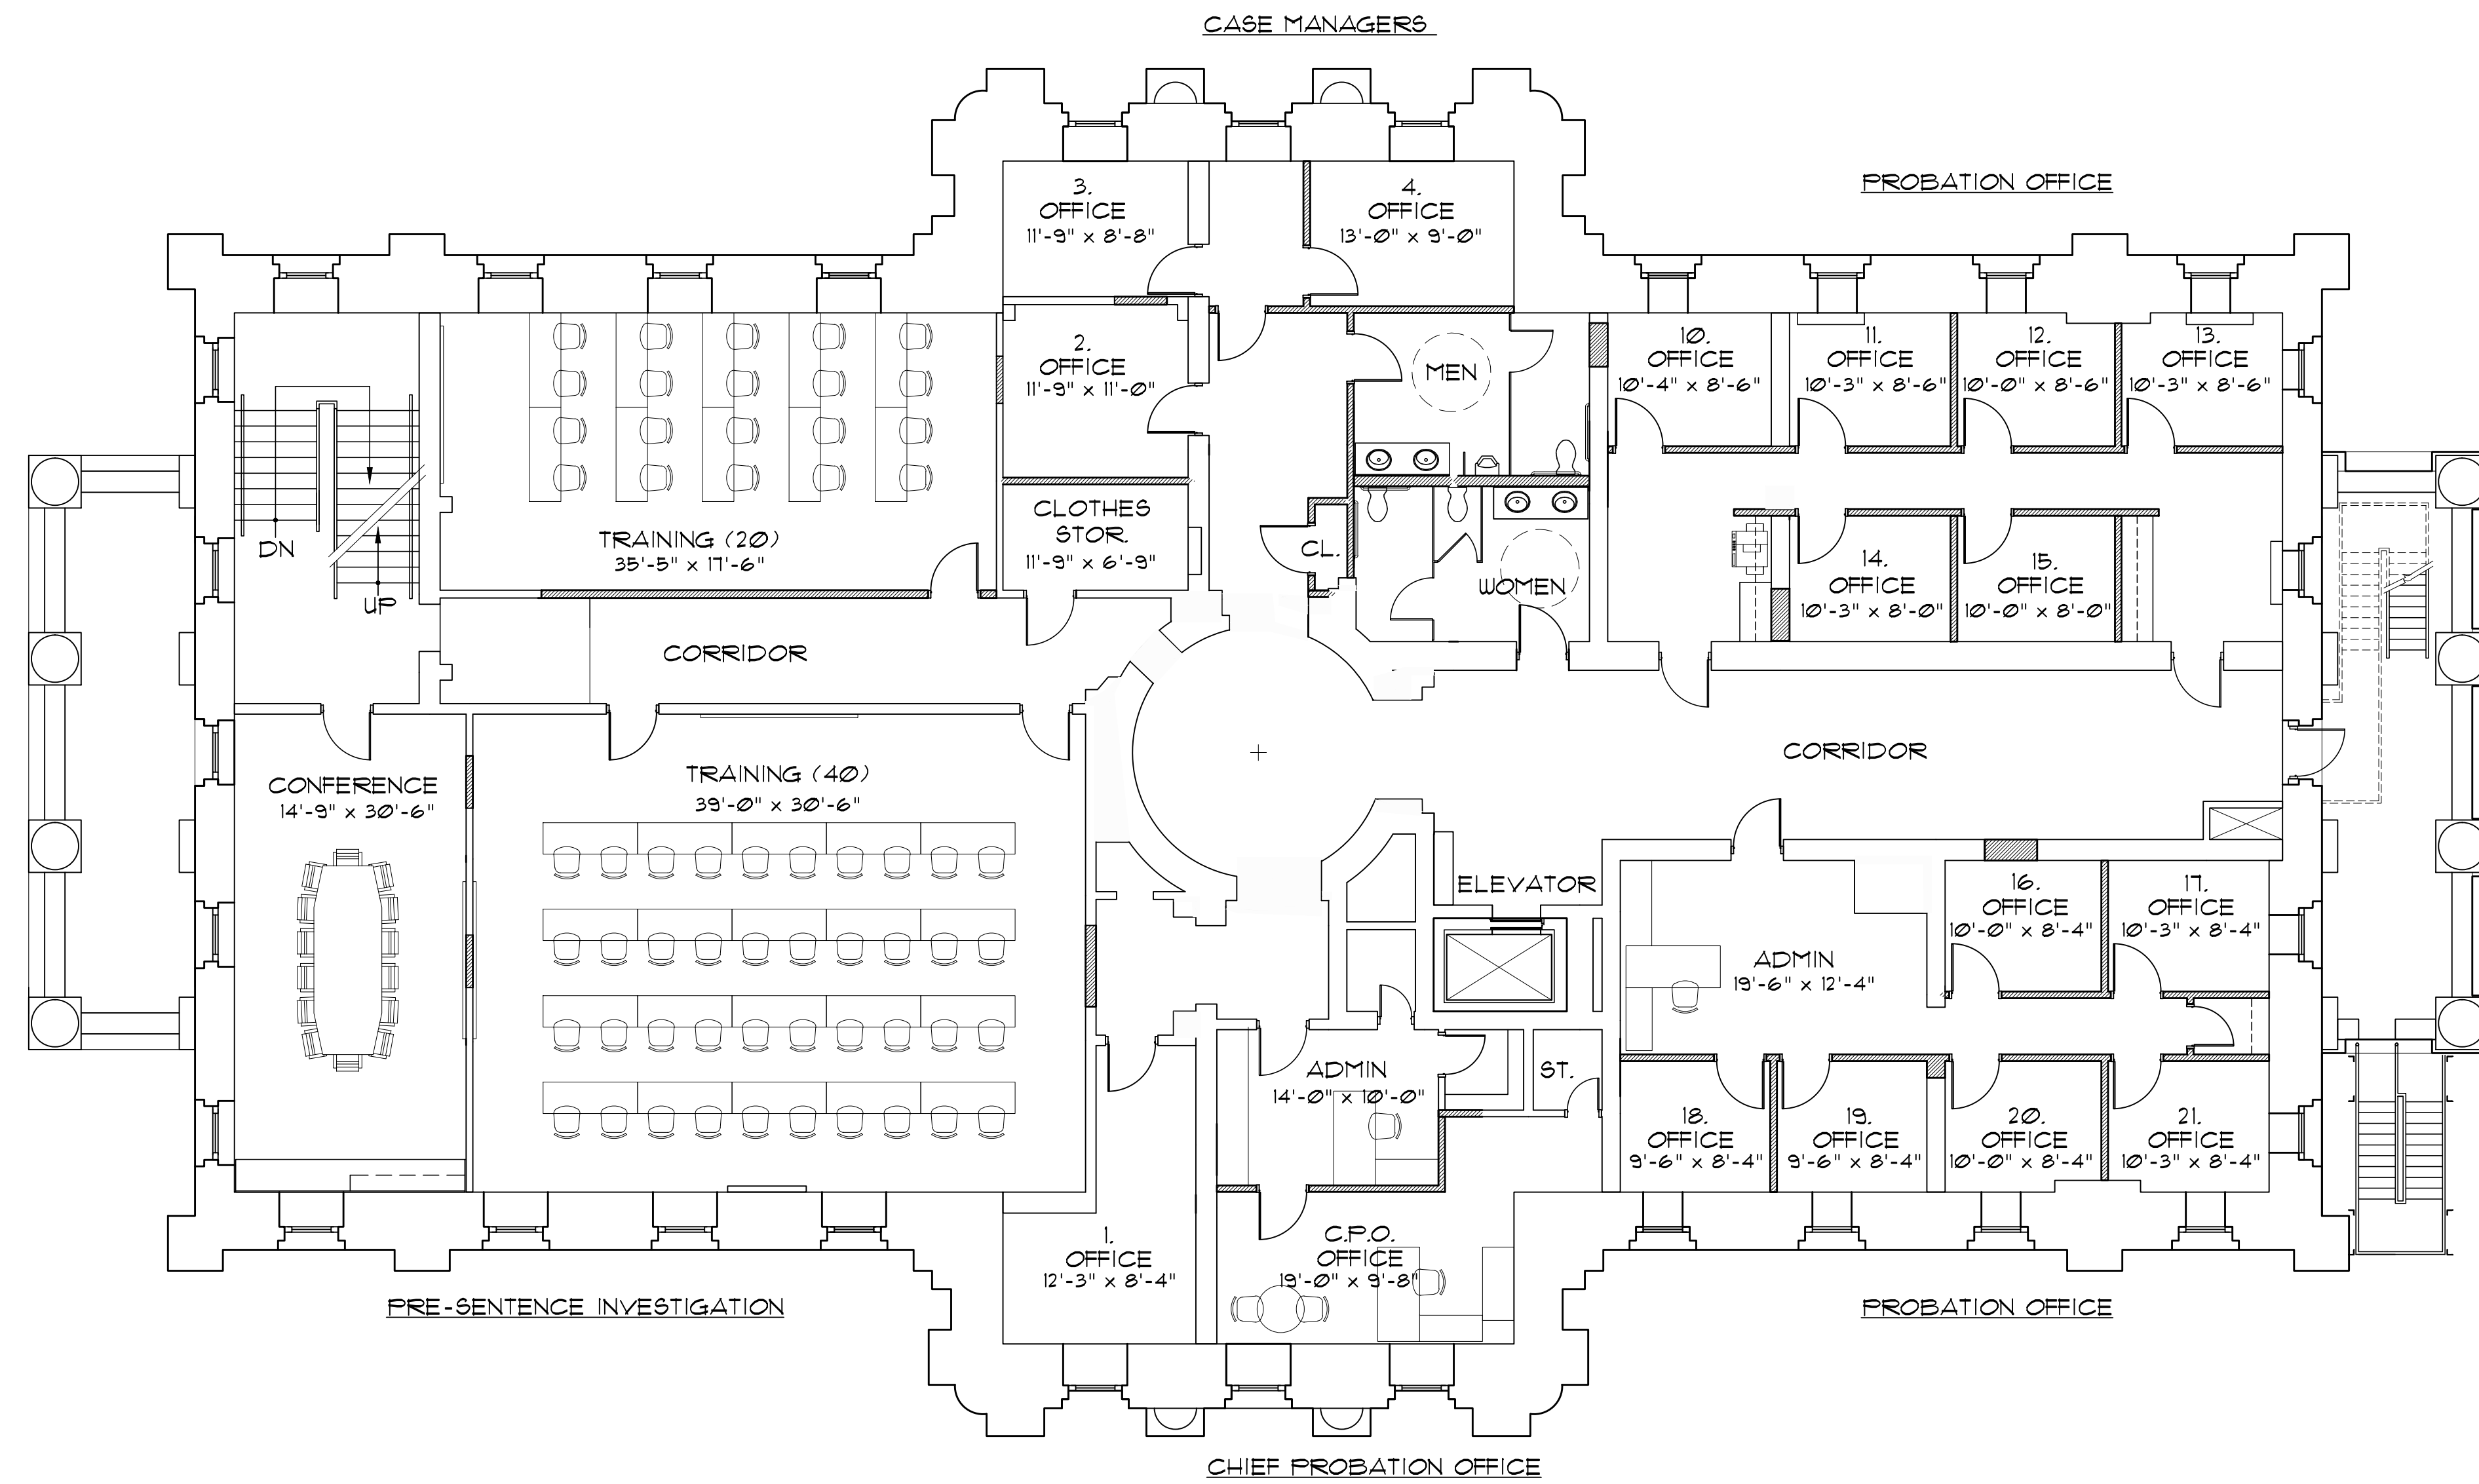 CASE MANAGERS
PROBATION OFFICE
3.
OFFICE
11'-9" x 8'-8"
4.
OFFICE
13'-0" x 9'-0"
2.
OFFICE
11'-9" x 11'-0"
MEN
10.
OFFICE
10'-4" x 8'-6"
11.
OFFICE
10'-3" x 8'-6"
12.
OFFICE
10'-0" x 8'-6"
13.
OFFICE
10'-3" x 8'-6"
DN
UP
TRAINING (20)
35'-5" x 17'-6"
CLOTHES
STOR.
11'-9" x 6'-9"
CL.
WOMEN
14.
OFFICE
10'-3" x 8'-0"
15.
OFFICE
10'-0" x 8'-0"
CORRIDOR
CORRIDOR
CONFERENCE
14'-9" x 30'-6"
TRAINING (40)
39'-0" x 30'-6"
ELEVATOR
16.
OFFICE
10'-0" x 8'-4"
17.
OFFICE
10'-3" x 8'-4"
ADMIN
19'-6" x 12'-4"
ADMIN
14'-0" x 10'-0"
ST.
18.
OFFICE
9'-6" x 8'-4"
19.
OFFICE
9'-6" x 8'-4"
20.
OFFICE
10'-0" x 8'-4"
21.
OFFICE
10'-3" x 8'-4"
1.
OFFICE
12'-3" x 8'-4"
C.P.O.
OFFICE
19'-0" x 9'-8"
PRE-SENTENCE INVESTIGATION
PROBATION OFFICE
CHIEF PROBATION OFFICE